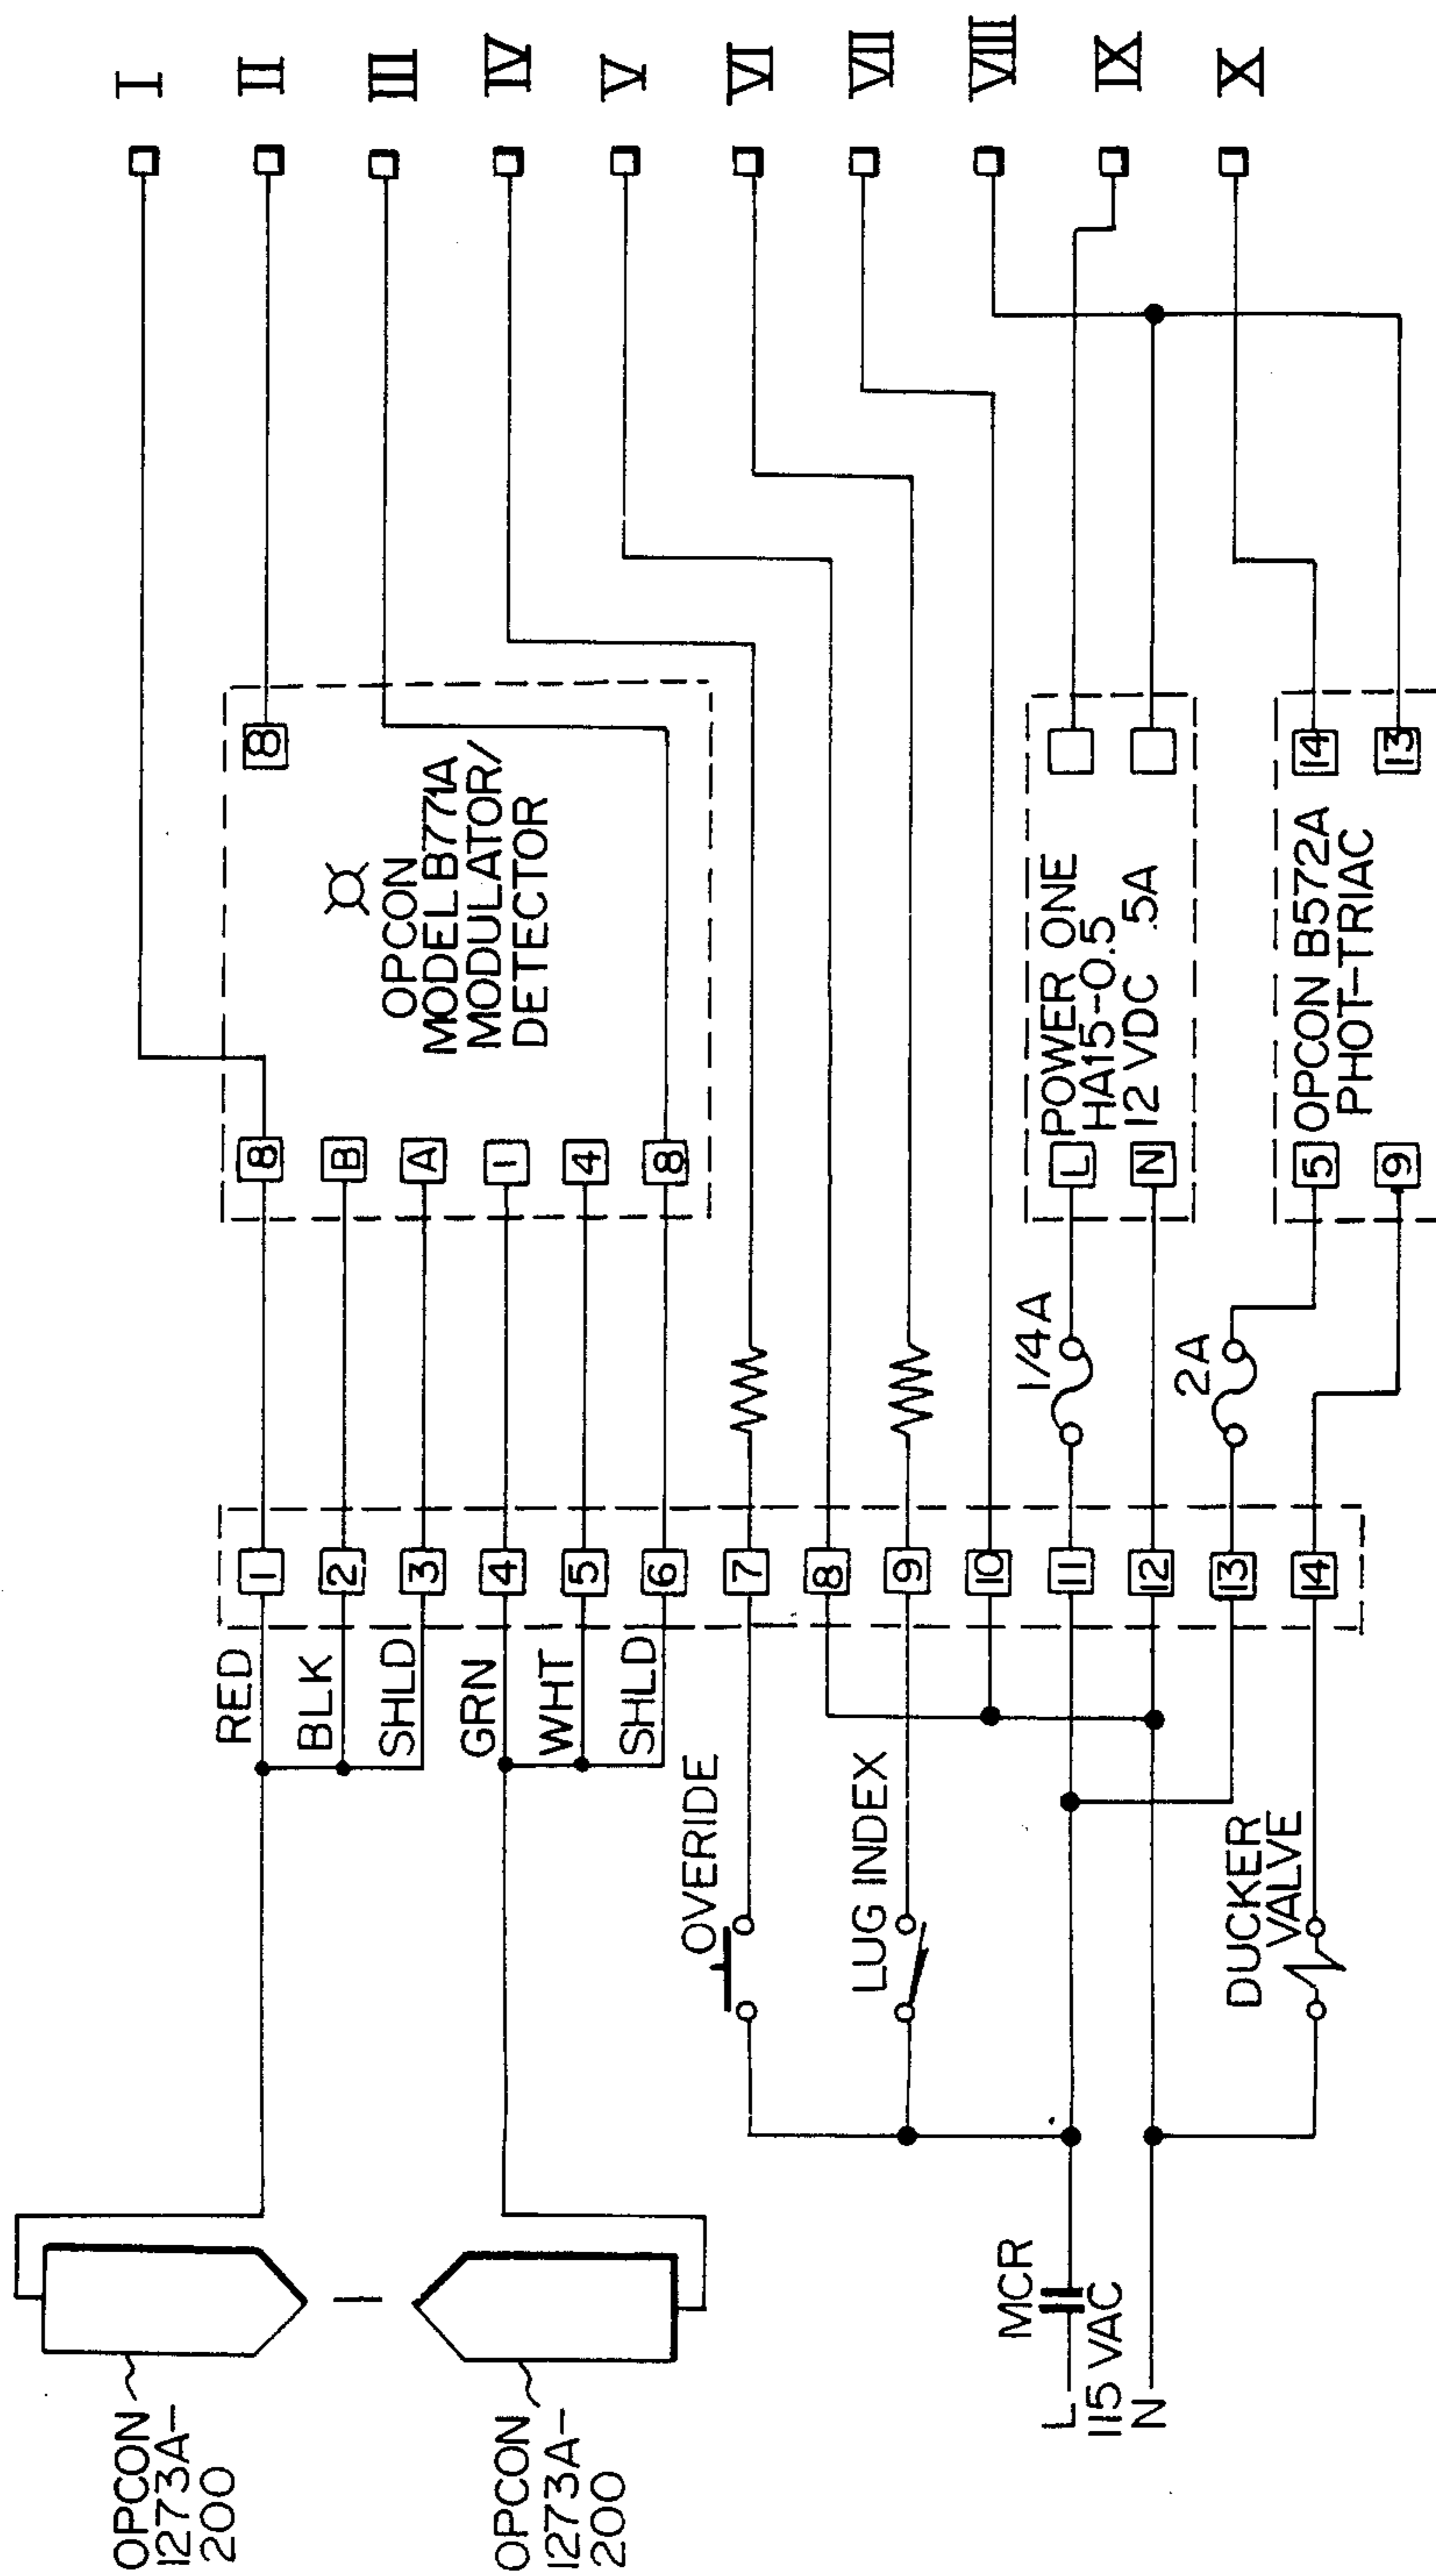 I
II
III
IV
V
VI
VII
VIII
IX
X
8
OPCON
MODEL B771A
MODULATOR/
DETECTOR
8
B
A
1
4
8
POWER ONE
HA15-0.5
12 VDC .5A
L
N
14
13
OPCON B572A
PHOT-TRIAC
5
9
1/4A
2A
1
2
3
4
5
6
7
8
9
10
11
12
13
14
RED
BLK
SHLD
GRN
WHT
SHLD
OVERIDE
LUG INDEX
DUCKER
VALVE
MCR
L
115 VAC
N
OPCON
1273A-
200
OPCON
1273A-
200